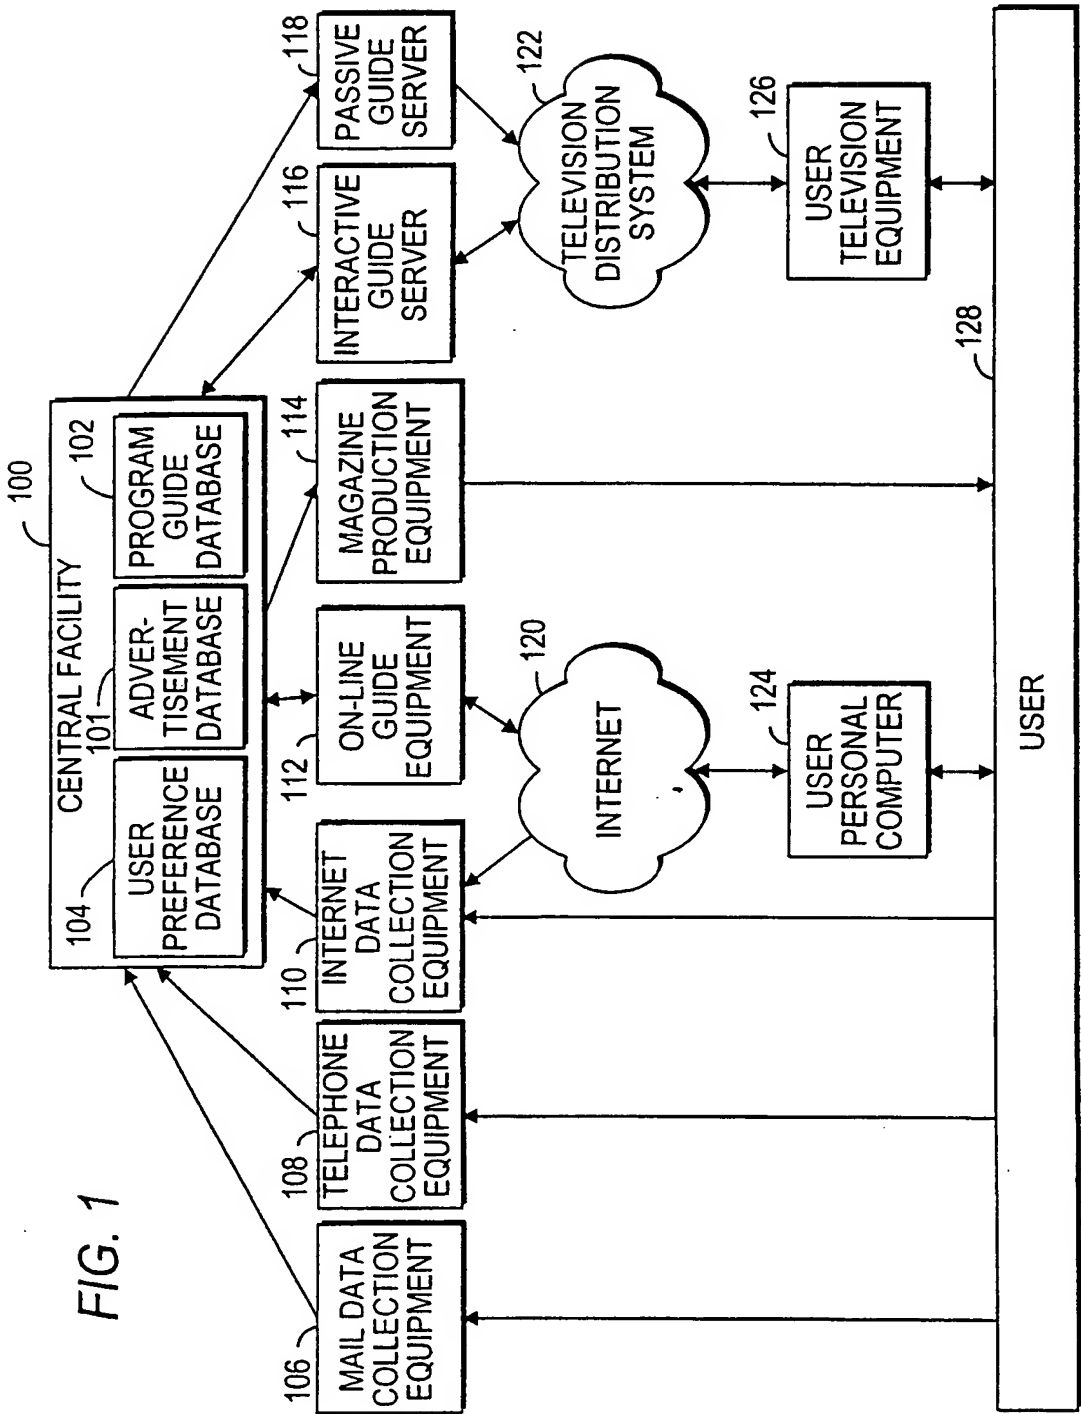 FIG. 1
100
CENTRAL FACILITY
104
USER
PREFERENCE
DATABASE
101
ADVER-
TISEMENT
DATABASE
102
PROGRAM
GUIDE
DATABASE
106
MAIL DATA
COLLECTION
EQUIPMENT
108
TELEPHONE
DATA
COLLECTION
EQUIPMENT
110
INTERNET
DATA
COLLECTION
EQUIPMENT
112
ON-LINE
GUIDE
EQUIPMENT
114
MAGAZINE
PRODUCTION
EQUIPMENT
116
INTERACTIVE
GUIDE
SERVER
118
PASSIVE
GUIDE
SERVER
120
INTERNET
122
TELEVISION
DISTRIBUTION
SYSTEM
124
USER
PERSONAL
COMPUTER
126
USER
TELEVISION
EQUIPMENT
128
USER